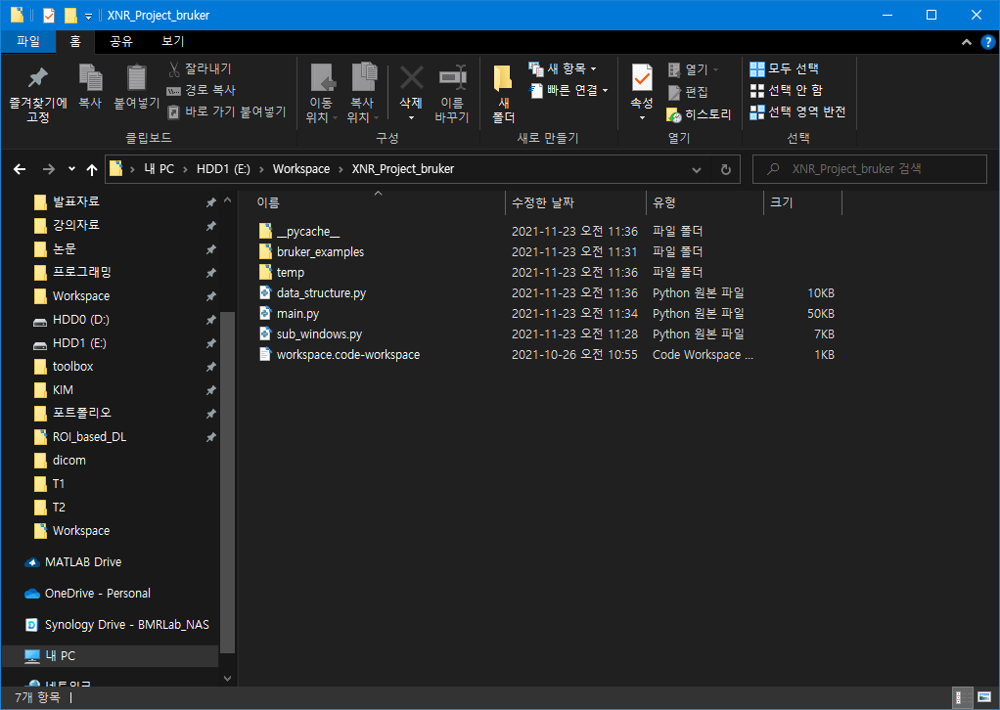 XNR_Project_bruker
파일 홈 공유 보기
즐겨찾기에 고정
복사
붙여넣기
잘라내기
경로 복사
바로 가기 붙여넣기
클립보드
이동 위치
복사 위치
삭제
이름 바꾸기
구성
새 폴더
새 항목
빠른 연결
새로 만들기
속성
열기
편집
히스토리
열기
모두 선택
선택 안 함
선택 영역 반전
선택
내 PC > HDD1 (E:) > Workspace > XNR_Project_bruker
XNR_Project_bruker 검색
발표자료
강의자료
논문
프로그래밍
Workspace
HDD0 (D:)
HDD1 (E:)
toolbox
KIM
포트폴리오
ROI_based_DL
dicom
T1
T2
Workspace
MATLAB Drive
OneDrive - Personal
Synology Drive - BMRLab_NAS
내 PC
네트워크
이름 수정한 날짜 유형 크기
__pycache__ 2021-11-23 오전 11:36 파일 폴더
bruker_examples 2021-11-23 오전 11:31 파일 폴더
temp 2021-11-23 오전 11:36 파일 폴더
data_structure.py 2021-11-23 오전 11:36 Python 원본 파일 10KB
main.py 2021-11-23 오전 11:34 Python 원본 파일 50KB
sub_windows.py 2021-11-23 오전 11:28 Python 원본 파일 7KB
workspace.code-workspace 2021-10-26 오전 10:55 Code Workspace ... 1KB
7개 항목